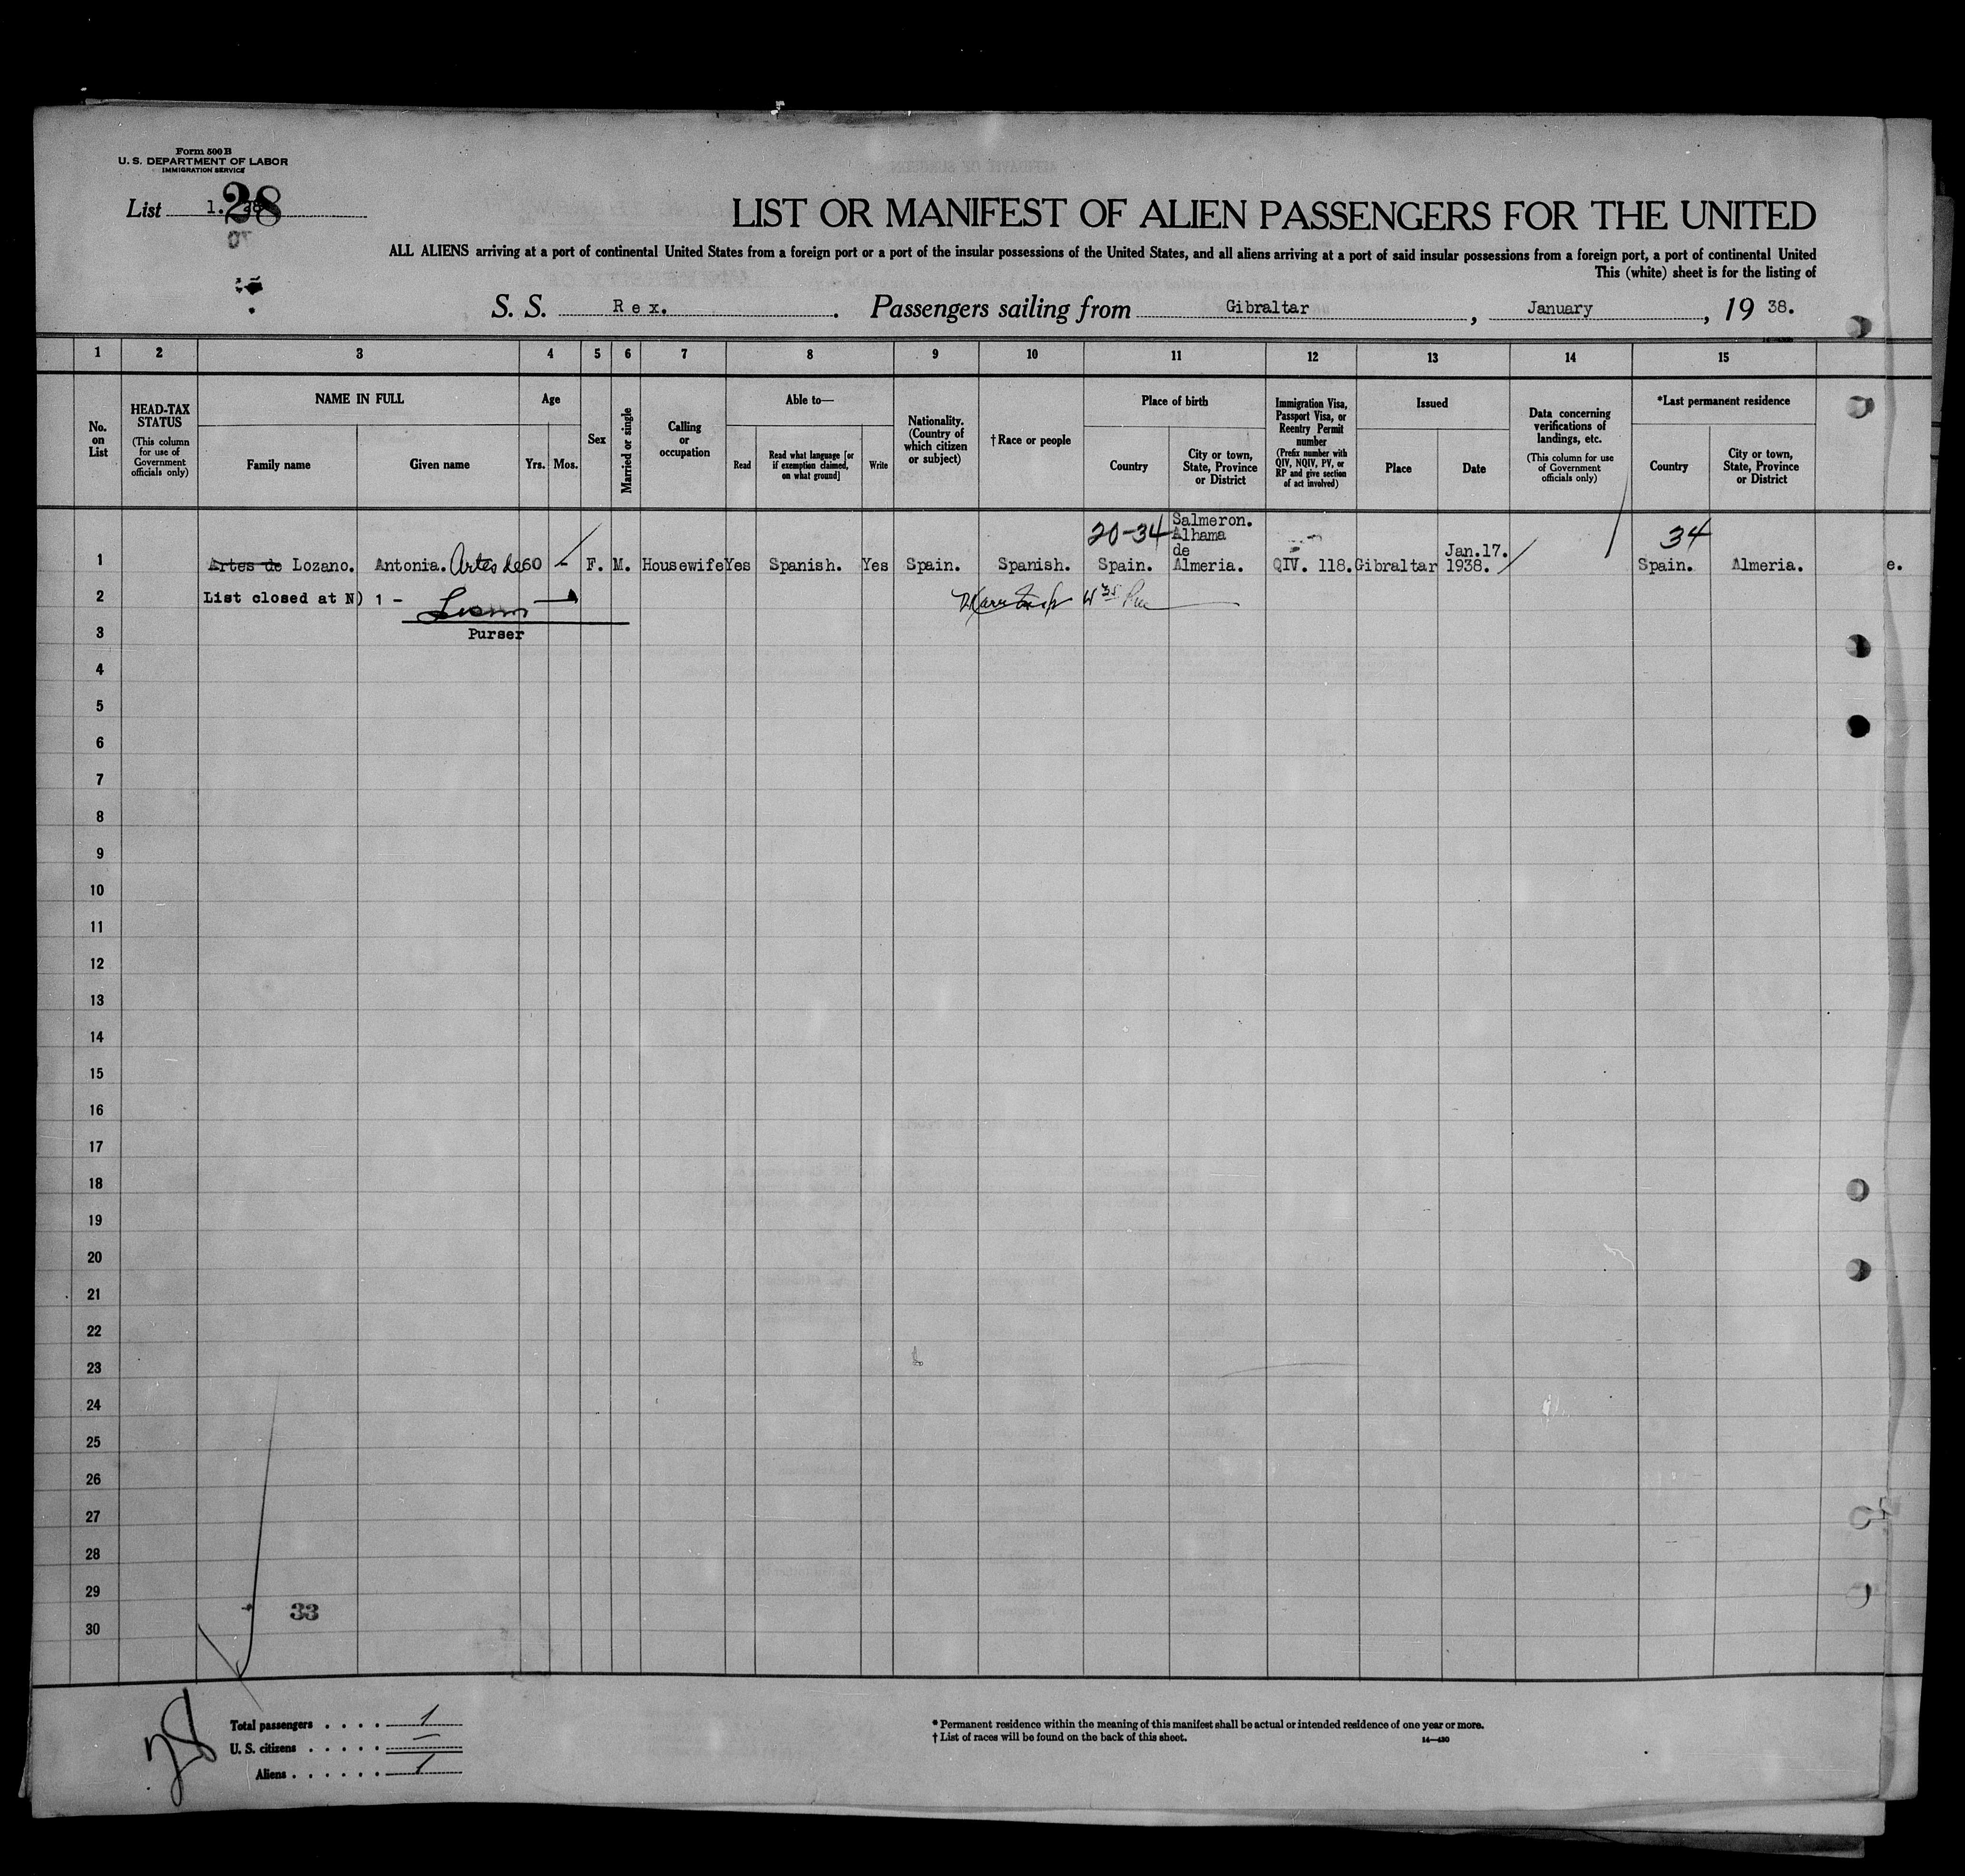 Form 500 B
U. S. DEPARTMENT OF LABOR
IMMIGRATION SERVICE
List 1. 28
LIST OR MANIFEST OF ALIEN PASSENGERS FOR THE UNITED
ALL ALIENS arriving at a port of continental United States from a foreign port or a port of the insular possessions of the United States, and all aliens arriving at a port of said insular possessions from a foreign port, a port of continental United
This (white) sheet is for the listing of
S. S. Rex. Passengers sailing from Gibraltar, January, 19 38.
1 2 3 4 5 6 7 8 9 10 11 12 13 14 15
No. on List
HEAD-TAX STATUS (This column for use of Government officials only)
NAME IN FULL
Family name
Given name
Age
Yrs. Mos.
Sex
Married or single
Calling or occupation
Able to—
Read
Read what language [or if exemption claimed, on what ground]
Write
Nationality. (Country of which citizen or subject)
† Race or people
Place of birth
Country
City or town, State, Province or District
Immigration Visa, Passport Visa, or Reentry Permit number (Prefix number with QIV, NQIV, PV, or RP and give section of act involved)
Issued
Place
Date
Data concerning verifications of landings, etc. (This column for use of Government officials only)
*Last permanent residence
Country
City or town, State, Province or District
20-34 Salmeron. Alhama de 34
1 Artes de Lozano. Antonia. Artes de 60 - F. M. Housewife Yes Spanish. Yes Spain. Spanish. Spain. Almeria. QIV. 118. Gibraltar Jan.17. 1938. Spain. Almeria. e.
2 List closed at N) 1 -
3 Purser
4
5
6
7
8
9
10
11
12
13
14
15
16
17
18
19
20
21
22
23
24
25
26
27
28
29
33
30
28
Total passengers . . . . 1
U. S. citizens . . . . . —
Aliens . . . . . . 1
* Permanent residence within the meaning of this manifest shall be actual or intended residence of one year or more.
† List of races will be found on the back of this sheet.
14—430